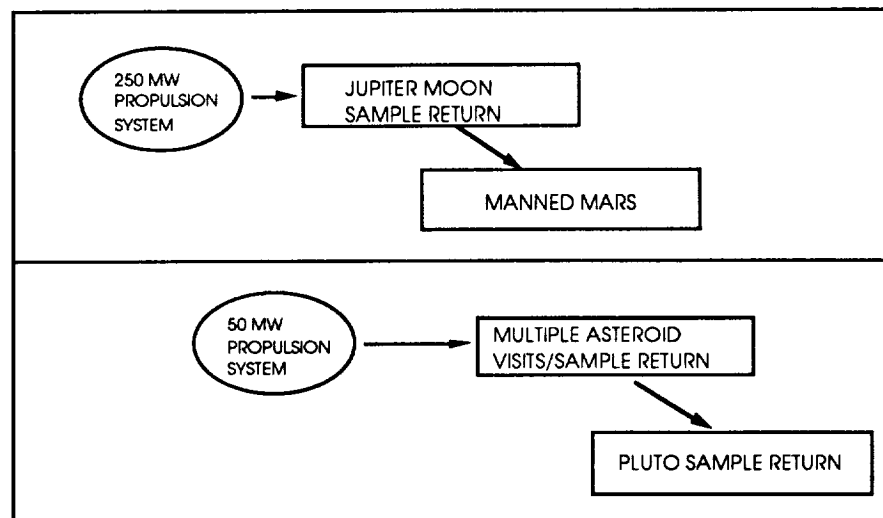 250 MW
PROPULSION
SYSTEM
JUPITER MOON
SAMPLE RETURN
MANNED MARS
50 MW
PROPULSION
SYSTEM
MULTIPLE ASTEROID
VISITS/SAMPLE RETURN
PLUTO SAMPLE RETURN